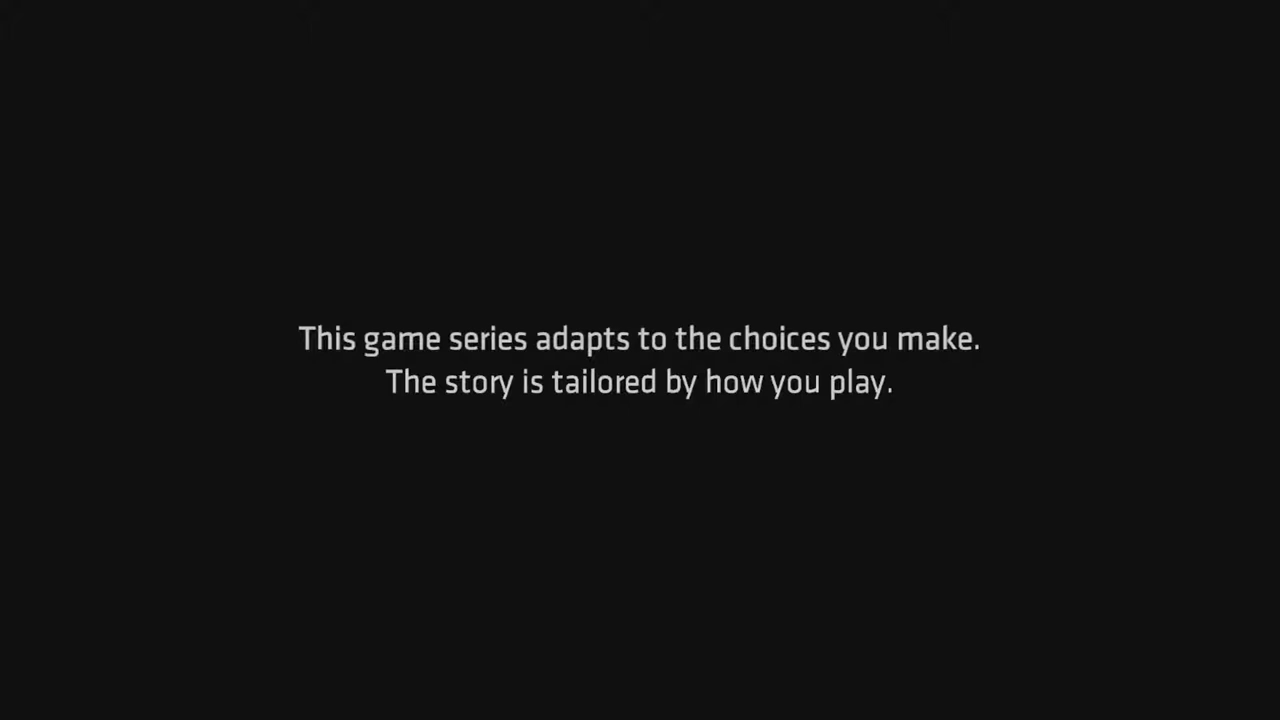 This game series adapts to the choices you make.
The story is tailored by how you play.